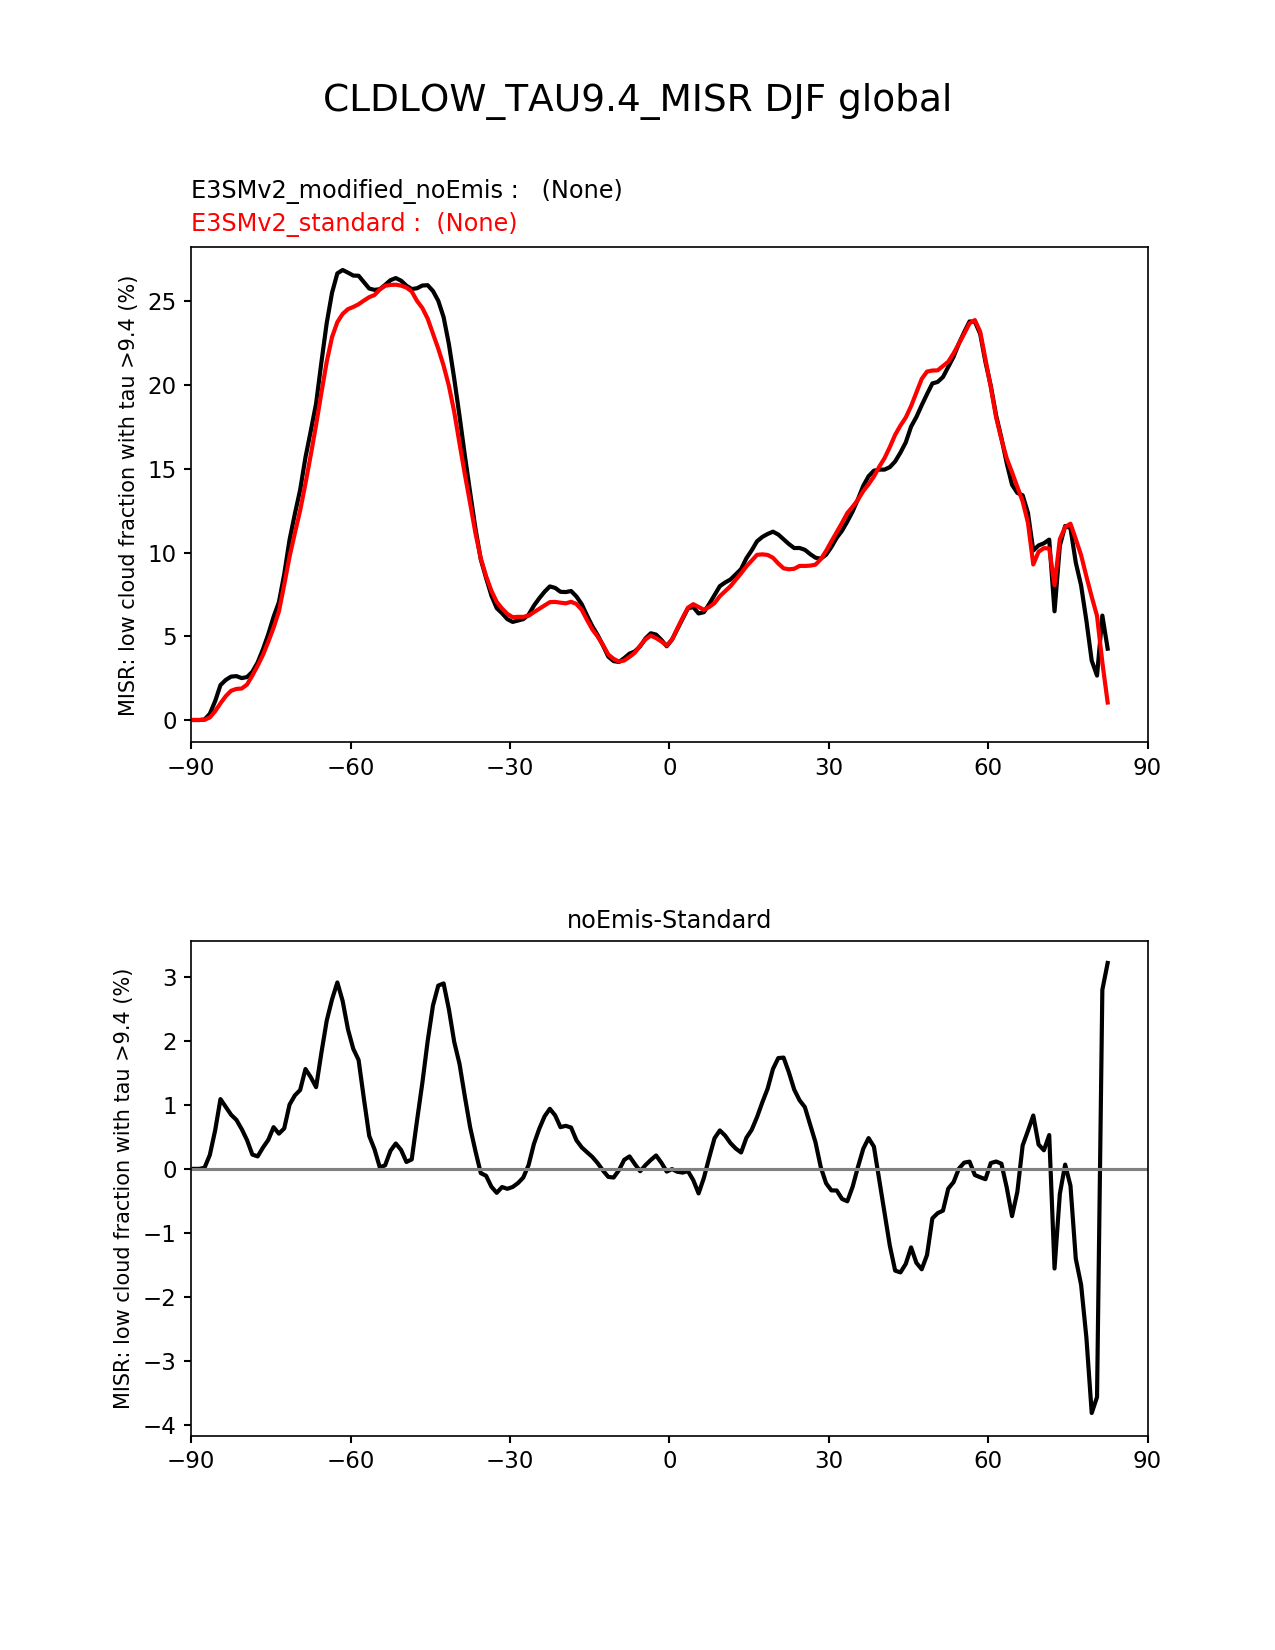 CLDLOW_TAU9.4_MISR DJF global
E3SMv2_modified_noEmis :   (None)
E3SMv2_standard :  (None)
MISR: low cloud fraction with tau >9.4 (%)
25
20
15
10
5
0
−90 −60 −30 0 30 60 90
noEmis-Standard
MISR: low cloud fraction with tau >9.4 (%)
3
2
1
0
−1
−2
−3
−4
−90 −60 −30 0 30 60 90